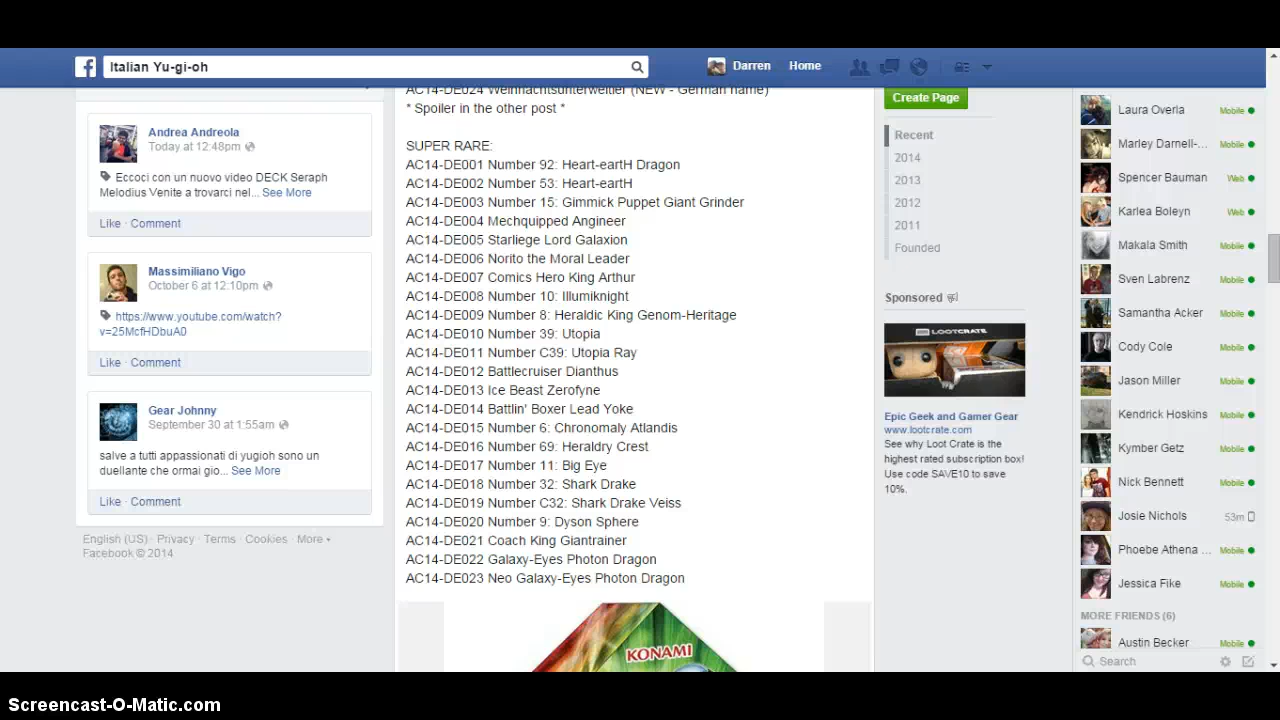 Italian Yu-gi-oh
Darren
Home
Andrea Andreola
Today at 12:48pm
Eccoci con un nuovo video DECK Seraph
Melodius Venite a trovarci nel... See More
Like · Comment
Massimiliano Vigo
October 6 at 12:10pm
https://www.youtube.com/watch?
v=25McfHDbuA0
Like · Comment
Gear Johnny
September 30 at 1:55am
salve a tutti appassionati di yugioh sono un
duellante che ormai gio... See More
Like · Comment
English (US) · Privacy · Terms · Cookies · More
Facebook © 2014
AC14-DE024 Weihnachtsunterweltler (NEW - German name)
* Spoiler in the other post *
SUPER RARE:
AC14-DE001 Number 92: Heart-eartH Dragon
AC14-DE002 Number 53: Heart-eartH
AC14-DE003 Number 15: Gimmick Puppet Giant Grinder
AC14-DE004 Mechquipped Angineer
AC14-DE005 Starliege Lord Galaxion
AC14-DE006 Norito the Moral Leader
AC14-DE007 Comics Hero King Arthur
AC14-DE008 Number 10: Illumiknight
AC14-DE009 Number 8: Heraldic King Genom-Heritage
AC14-DE010 Number 39: Utopia
AC14-DE011 Number C39: Utopia Ray
AC14-DE012 Battlecruiser Dianthus
AC14-DE013 Ice Beast Zerofyne
AC14-DE014 Battlin' Boxer Lead Yoke
AC14-DE015 Number 6: Chronomaly Atlandis
AC14-DE016 Number 69: Heraldry Crest
AC14-DE017 Number 11: Big Eye
AC14-DE018 Number 32: Shark Drake
AC14-DE019 Number C32: Shark Drake Veiss
AC14-DE020 Number 9: Dyson Sphere
AC14-DE021 Coach King Giantrainer
AC14-DE022 Galaxy-Eyes Photon Dragon
AC14-DE023 Neo Galaxy-Eyes Photon Dragon
KONAMI
Create Page
Recent
2014
2013
2012
2011
Founded
Sponsored
LOOTCRATE
Epic Geek and Gamer Gear
www.lootcrate.com
See why Loot Crate is the
highest rated subscription box!
Use code SAVE10 to save
10%.
Laura Overla Mobile
Marley Darnell-... Mobile
Spencer Bauman Web
Karlea Boleyn Web
Makala Smith Mobile
Sven Labrenz Mobile
Samantha Acker Mobile
Cody Cole Mobile
Jason Miller Mobile
Kendrick Hoskins Mobile
Kymber Getz Mobile
Nick Bennett Mobile
Josie Nichols 53m
Phoebe Athena ... Mobile
Jessica Fike Mobile
MORE FRIENDS (6)
Austin Becker Mobile
Search
Screencast-O-Matic.com